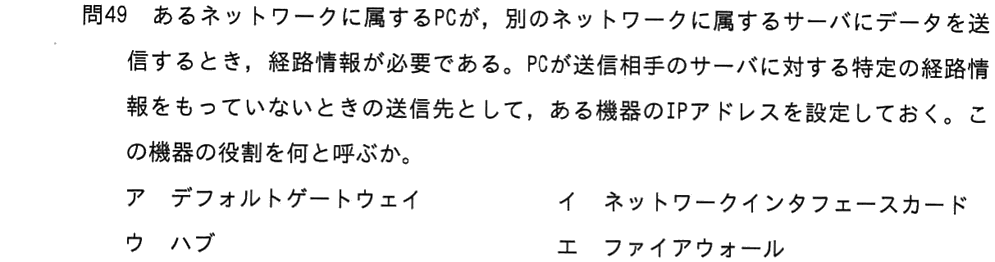 問49 あるネットワークに属するPCが，別のネットワークに属するサーバにデータを送
信するとき，経路情報が必要である。PCが送信相手のサーバに対する特定の経路情
報をもっていないときの送信先として，ある機器のIPアドレスを設定しておく。こ
の機器の役割を何と呼ぶか。
ア デフォルトゲートウェイ イ ネットワークインタフェースカード
ウ ハブ エ ファイアウォール